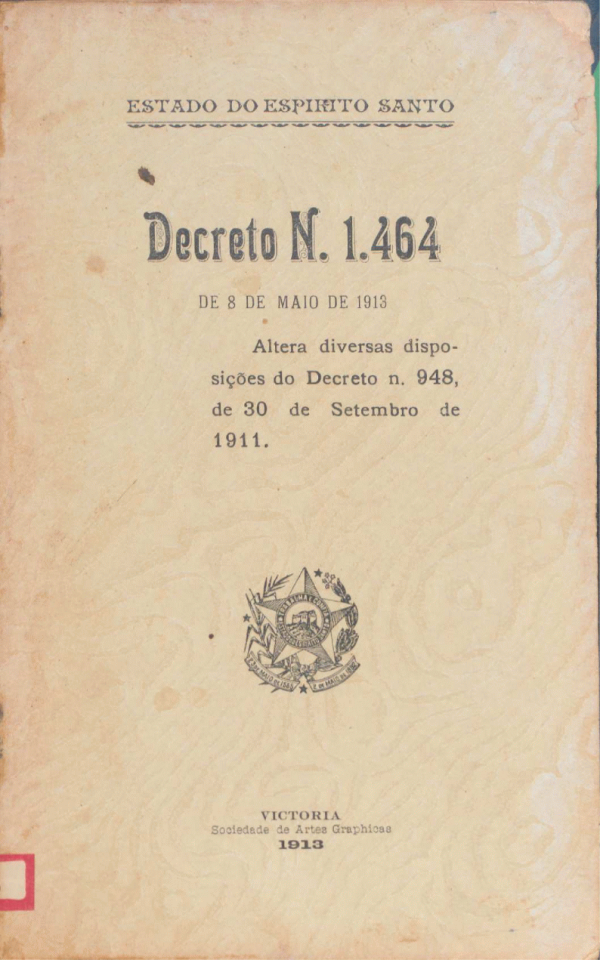 ESTADO DO ESPIRITO SANTO
Decreto N. 1.464
DE 8 DE MAIO DE 1913
Altera diversas dispo-
sições do Decreto n. 948,
de 30 de Setembro de
1911.
VICTORIA
Sociedade de Artes Graphicas
1913